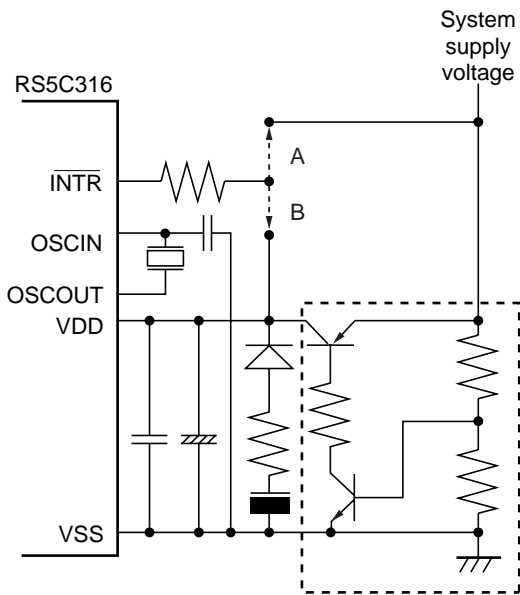 System
supply
voltage
RS5C316
A
INTR
B
OSCIN
OSCOUT
VDD
VSS